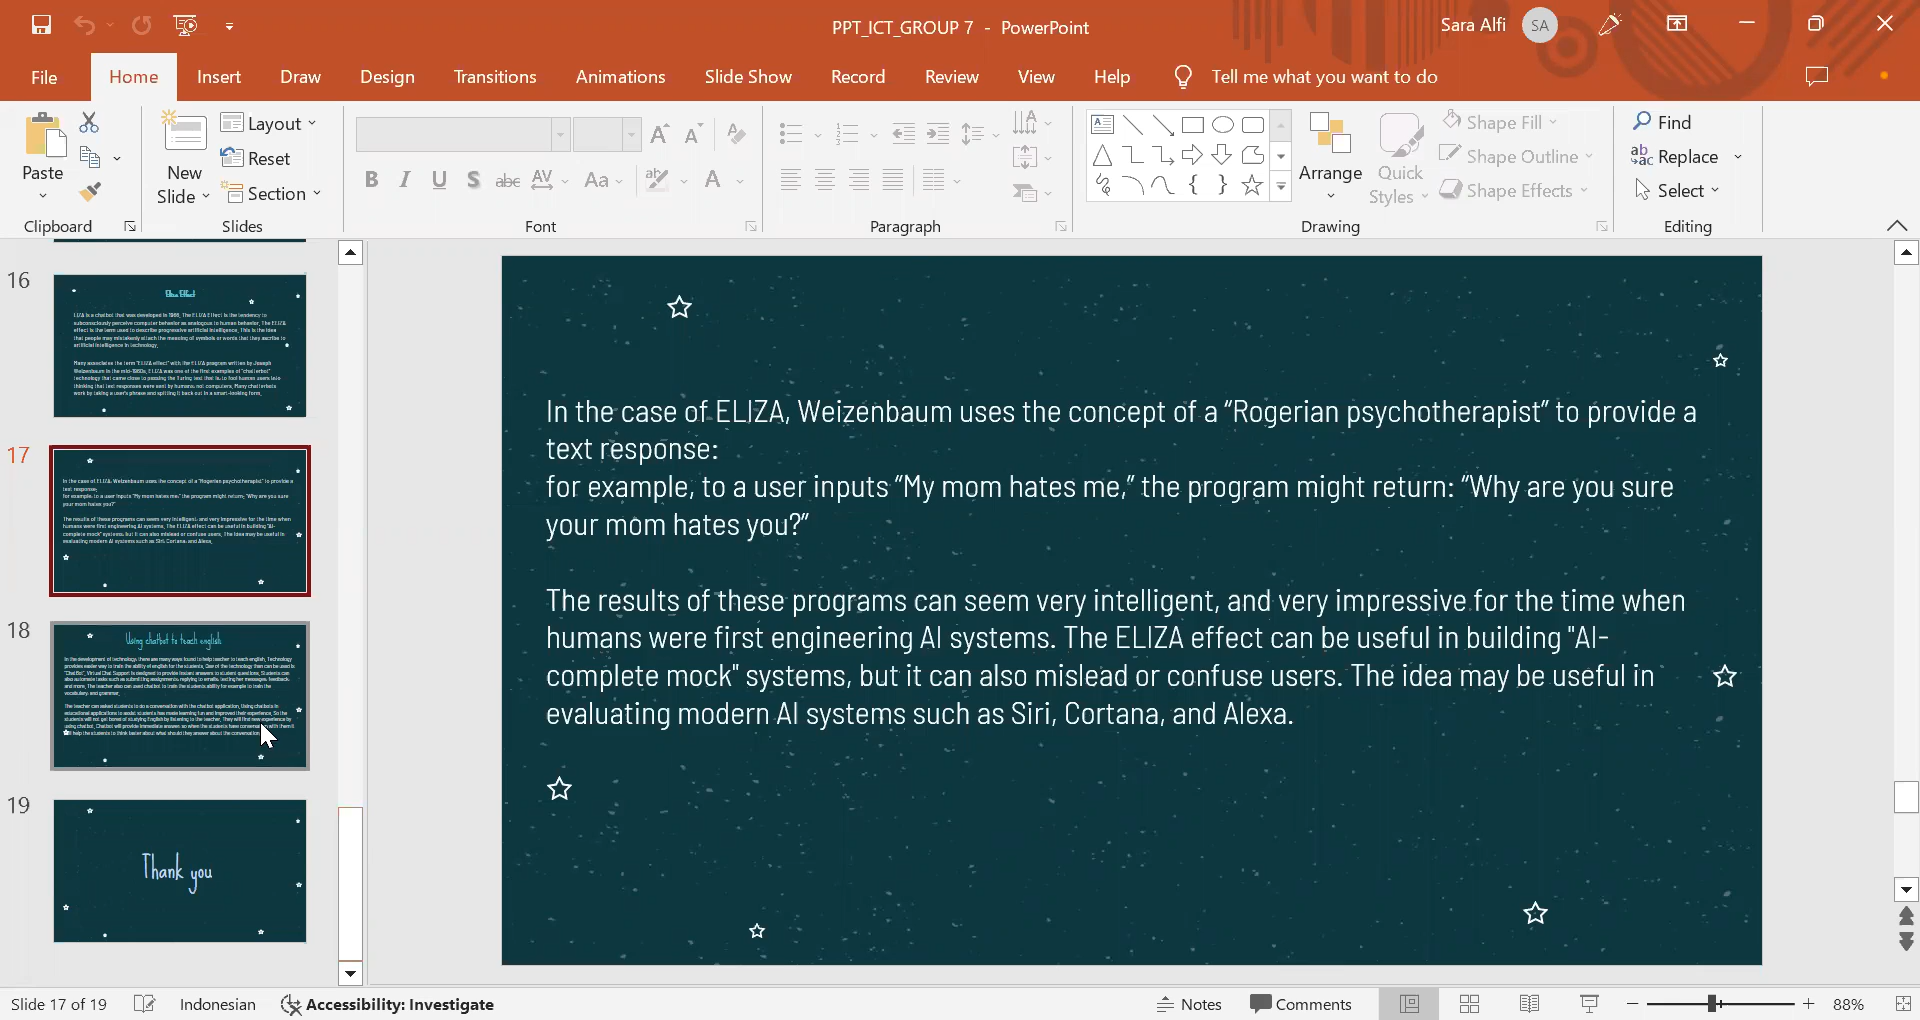 PPT_ICT_GROUP 7 - PowerPoint
Sara Alfi SA
File Home Insert Draw Design Transitions Animations Slide Show Record Review View Help Tell me what you want to do
Paste
Clipboard
New Slide
Layout
Reset
Section
Slides
Font
Paragraph
Arrange
Quick Styles
Shape Fill
Shape Outline
Shape Effects
Drawing
Find
Replace
Select
Editing
16
17
18
Using chatbot to teach english
19
Thank you
In the case of ELIZA, Weizenbaum uses the concept of a “Rogerian psychotherapist” to provide a
text response:
for example, to a user inputs “My mom hates me,” the program might return: “Why are you sure
your mom hates you?”
The results of these programs can seem very intelligent, and very impressive for the time when
humans were first engineering AI systems. The ELIZA effect can be useful in building "AI-
complete mock" systems, but it can also mislead or confuse users. The idea may be useful in
evaluating modern AI systems such as Siri, Cortana, and Alexa.
Slide 17 of 19 Indonesian Accessibility: Investigate Notes Comments 88%